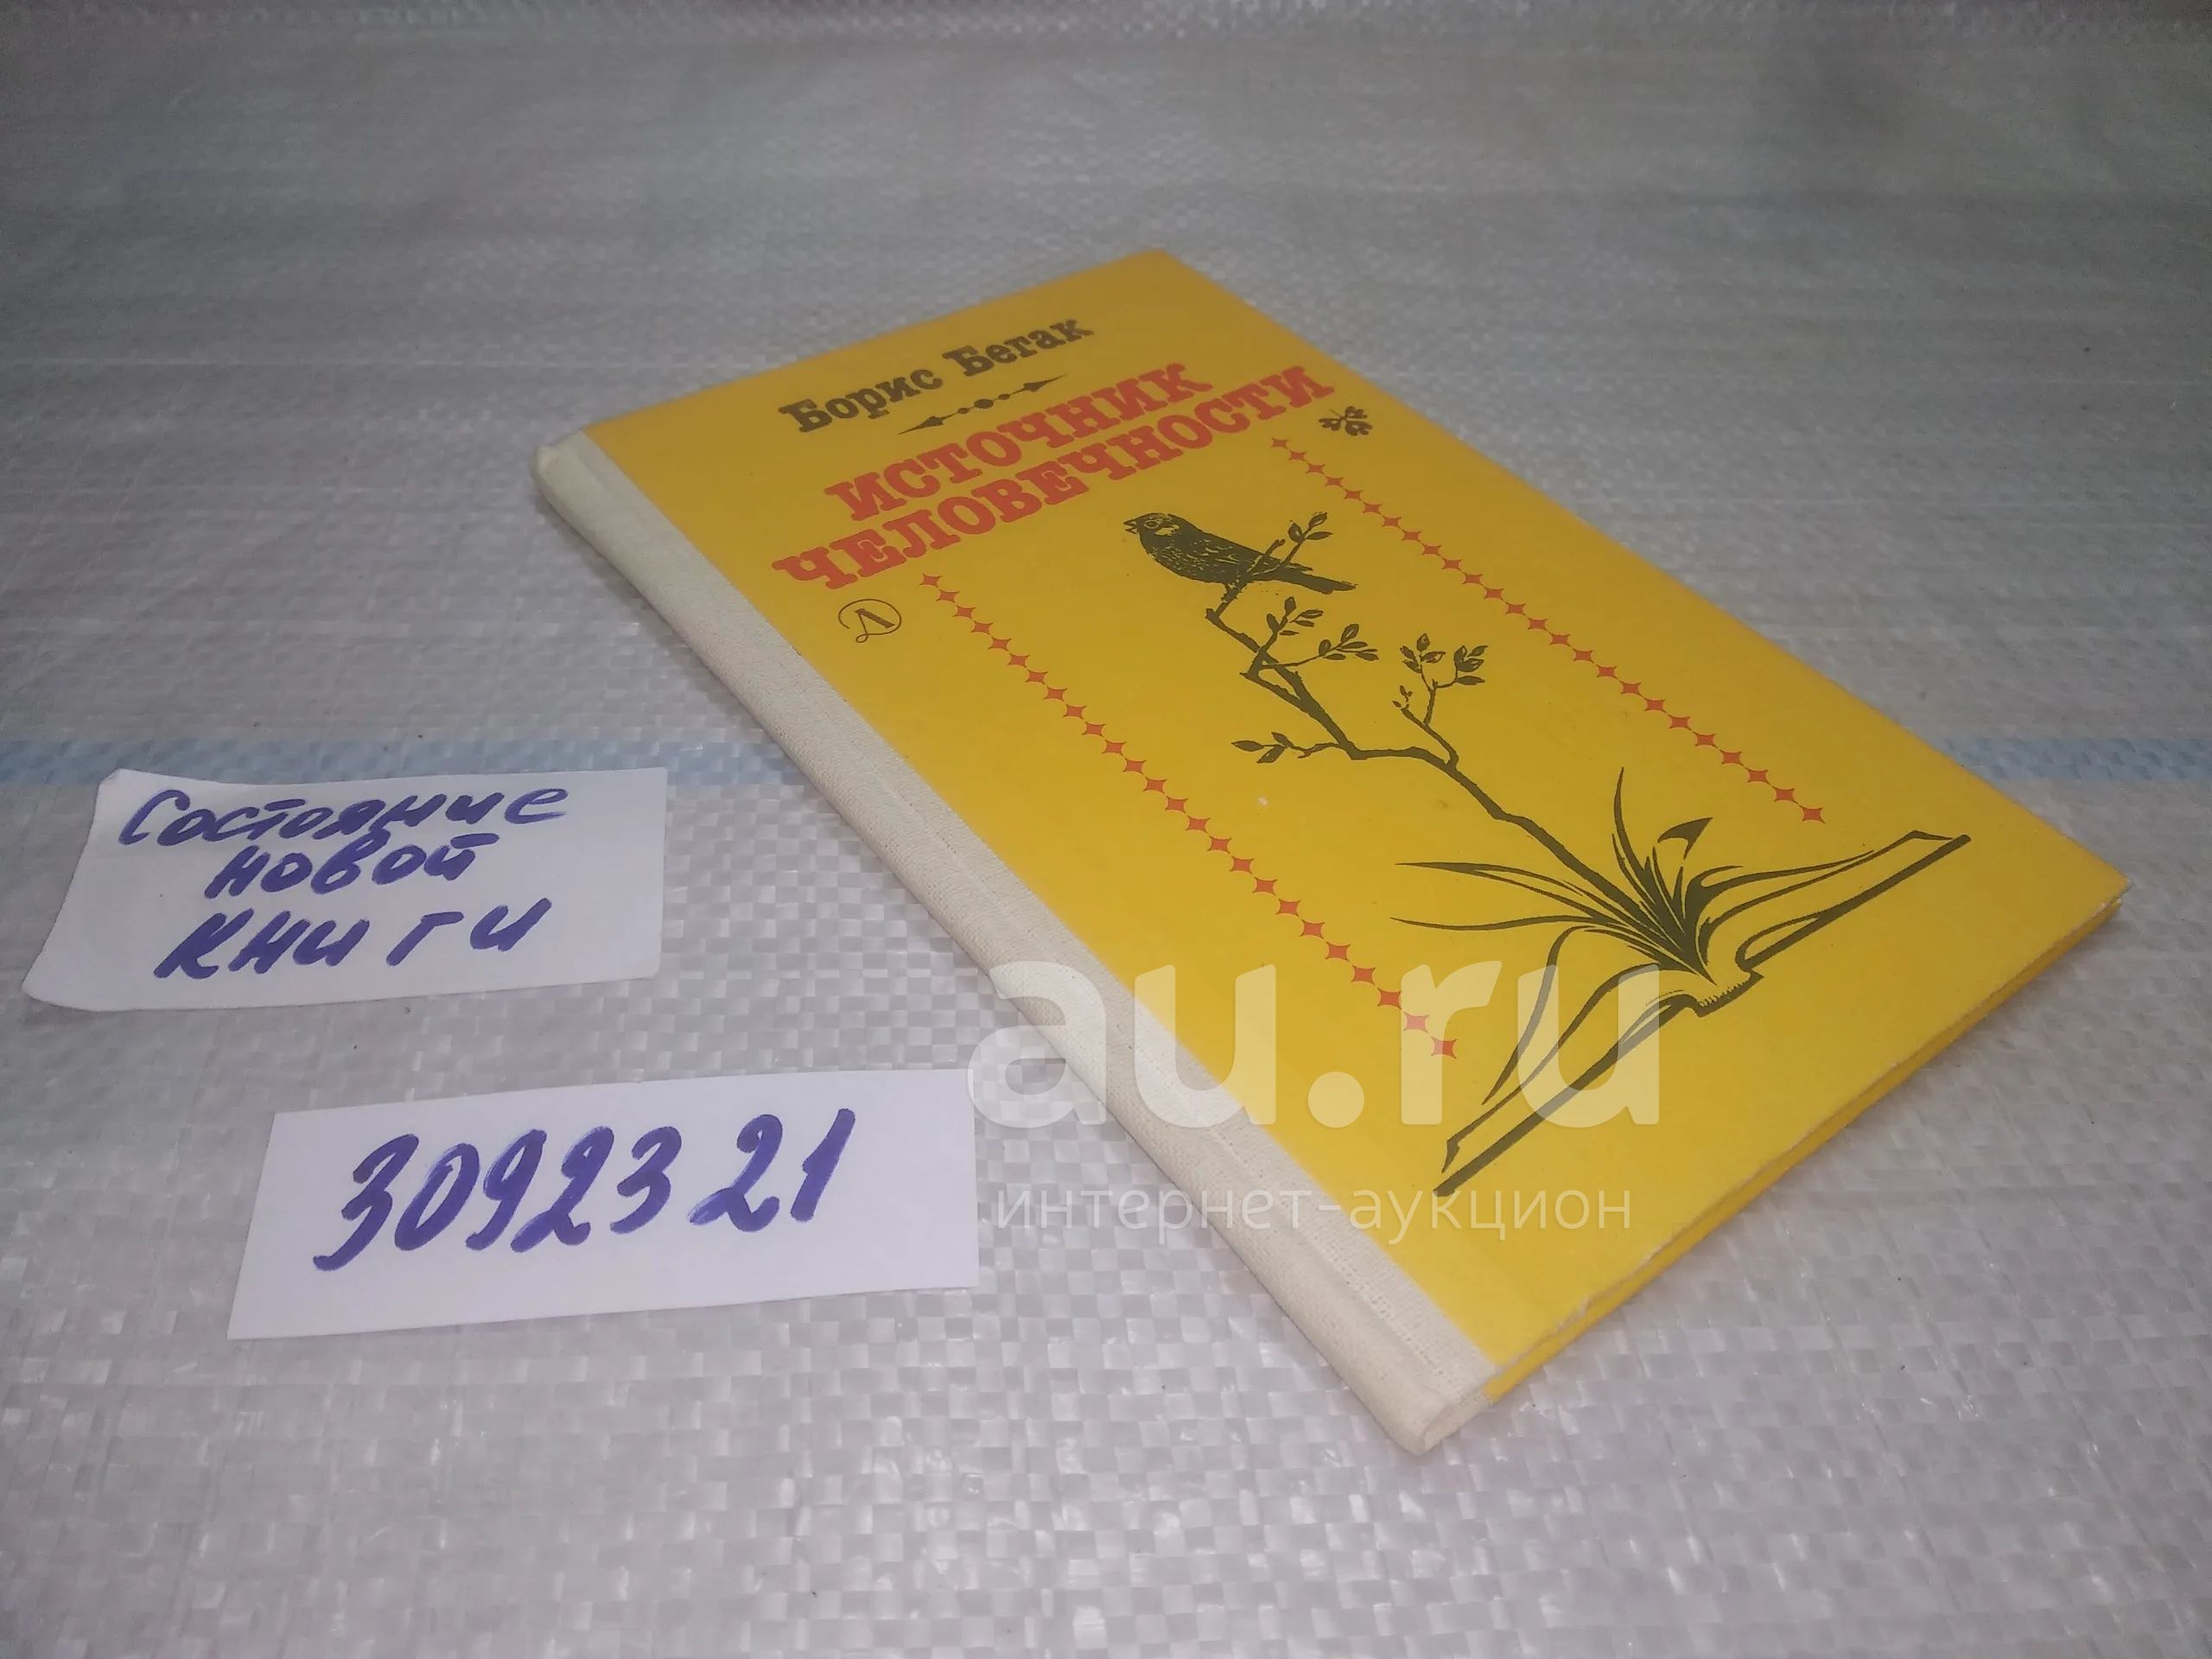 Борис Бегак
ИСТОЧНИК
ЧЕЛОВЕЧНОСТИ
Д
Состояние
новой
книги
3092321
au.ru
интернет-аукцион